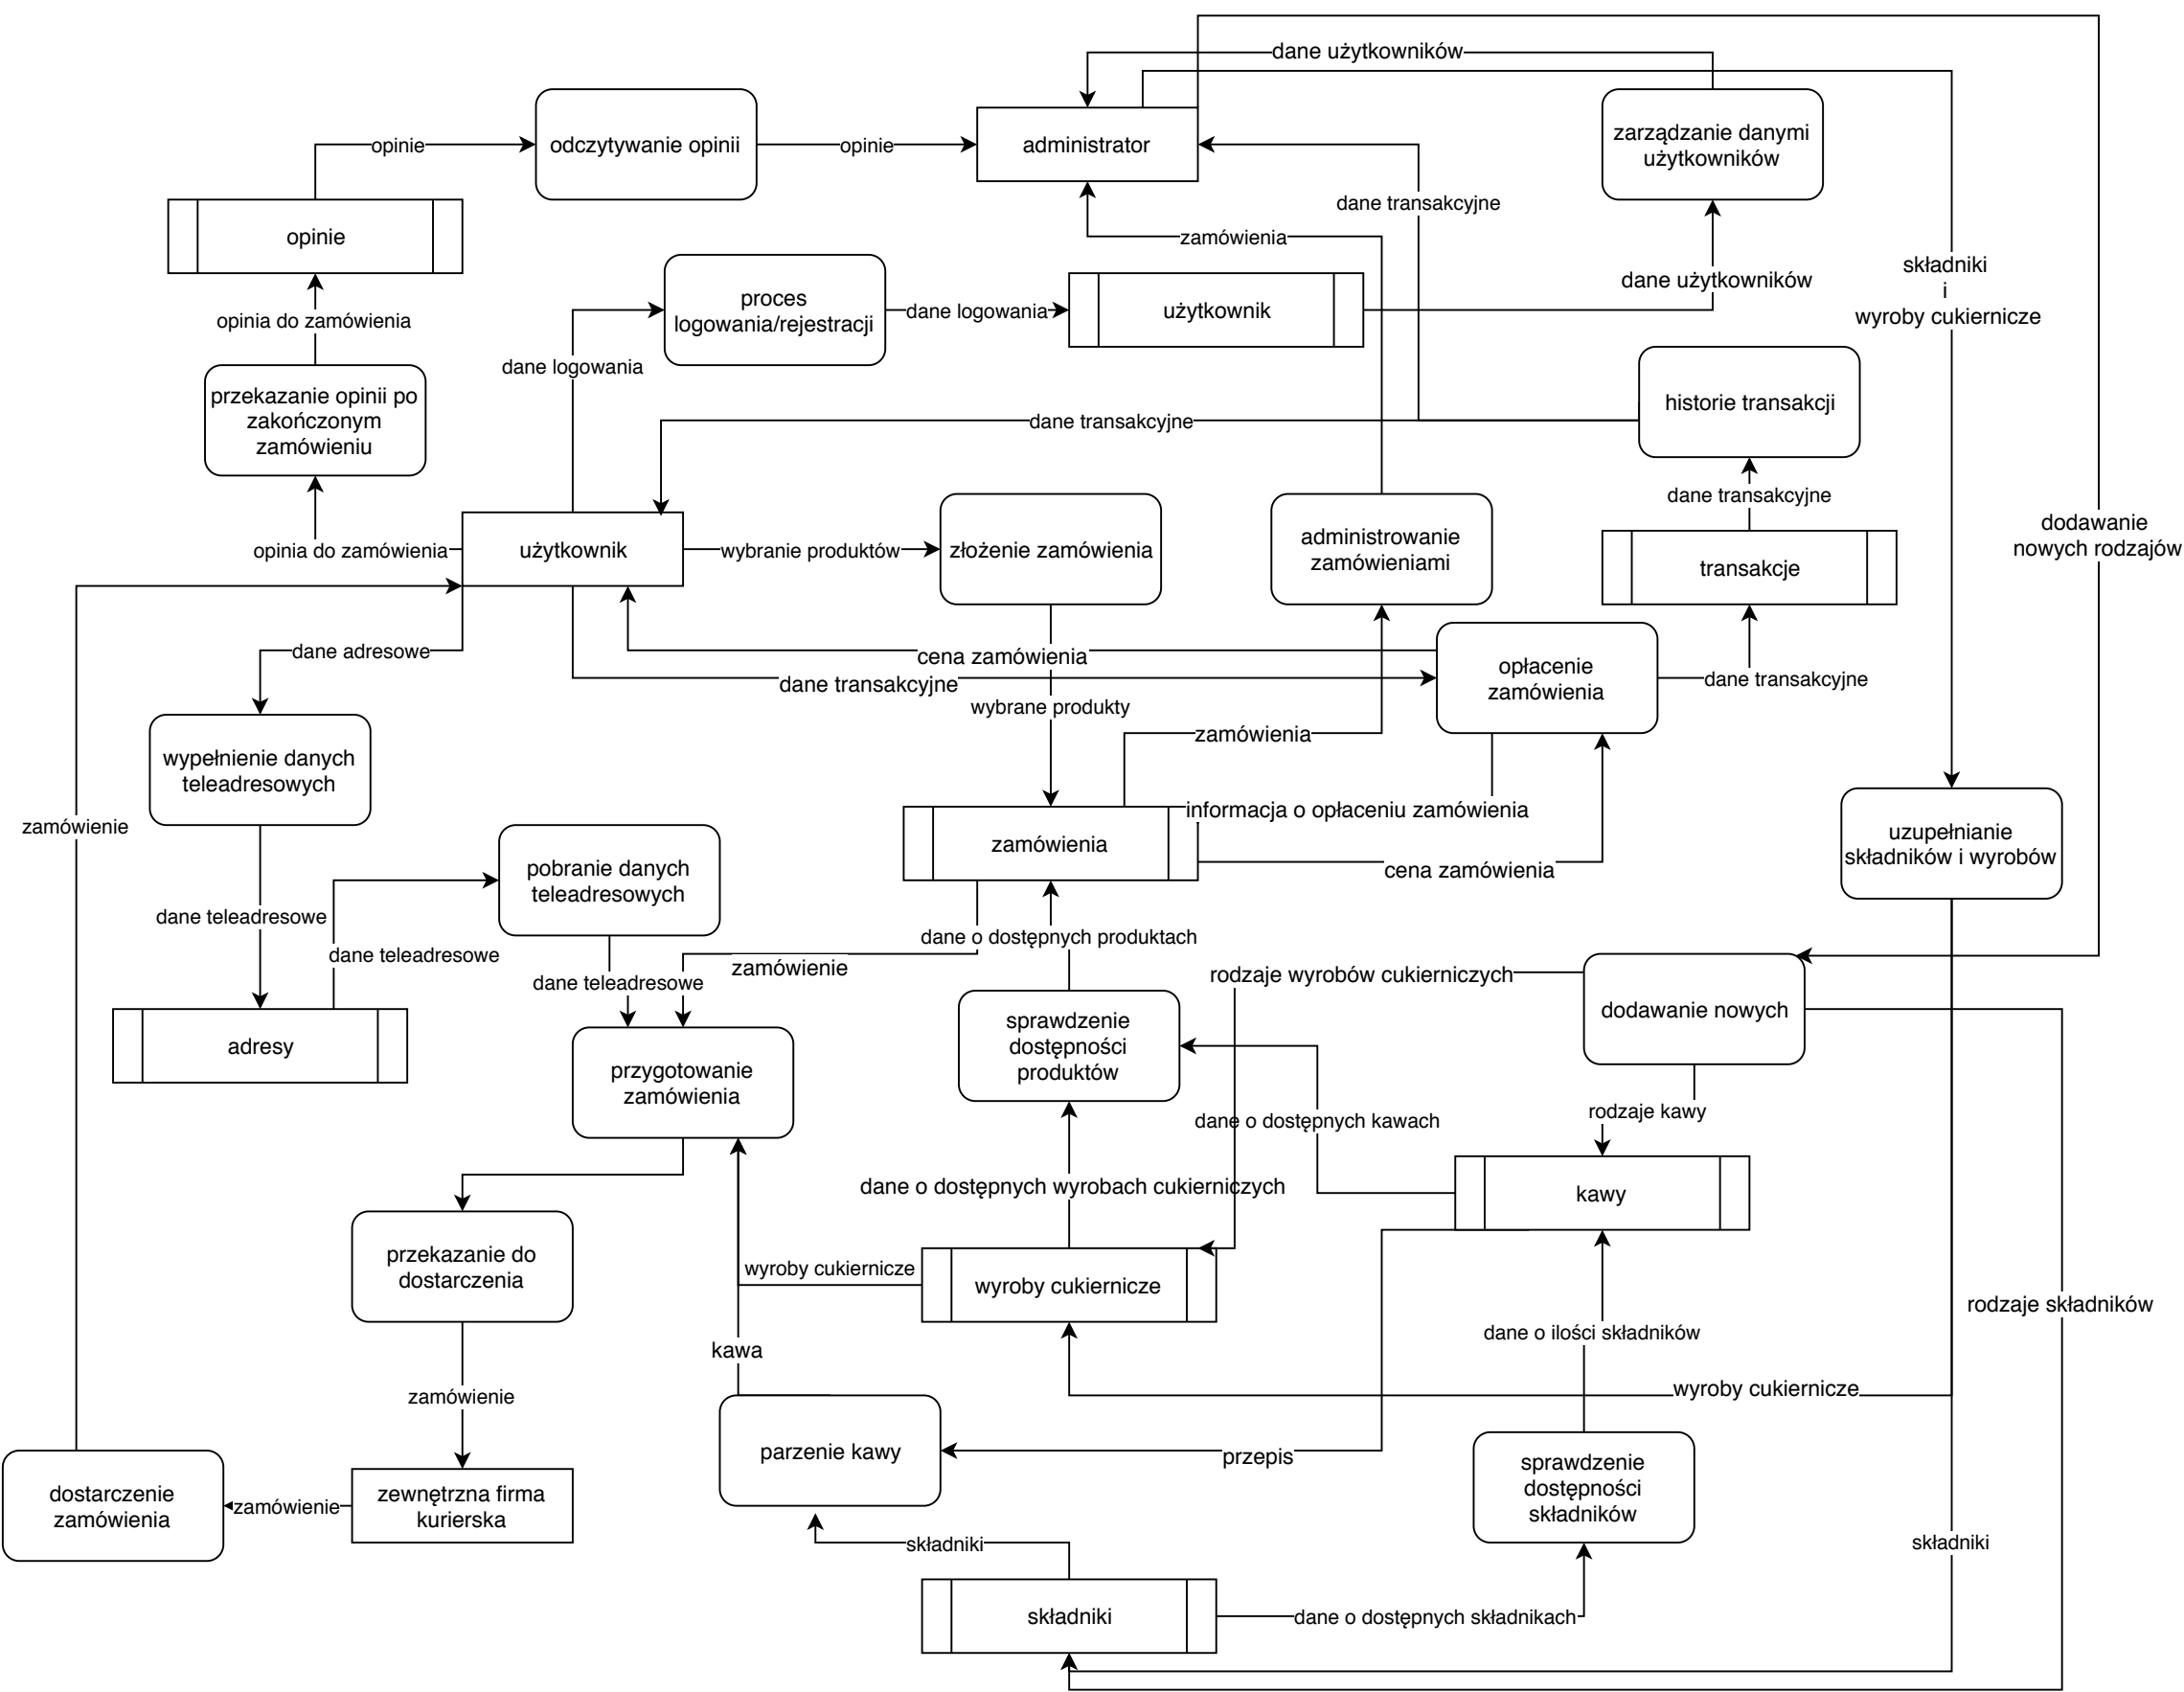 dane użytkowników
opinie
odczytywanie opinii
opinie
administrator
zarządzanie danymi
użytkowników
dane transakcyjne
opinie
zamówienia
składniki
i
wyroby cukiernicze
dane użytkowników
proces
logowania/rejestracji
dane logowania
użytkownik
opinia do zamówienia
dane logowania
przekazanie opinii po
zakończonym
zamówieniu
historie transakcji
dane transakcyjne
dane transakcyjne
dodawanie
nowych rodzajów
opinia do zamówienia
użytkownik
wybranie produktów
złożenie zamówienia
administrowanie
zamówieniami
transakcje
dane adresowe
cena zamówienia
dane transakcyjne
opłacenie
zamówienia
dane transakcyjne
wybrane produkty
zamówienia
wypełnienie danych
teleadresowych
zamówienie
informacja o opłaceniu zamówienia
zamówienia
cena zamówienia
uzupełnianie
składników i wyrobów
pobranie danych
teleadresowych
dane teleadresowe
dane teleadresowe
dane o dostępnych produktach
zamówienie
dane teleadresowe
rodzaje wyrobów cukierniczych
dodawanie nowych
adresy
sprawdzenie
dostępności
produktów
przygotowanie
zamówienia
dane o dostępnych kawach
rodzaje kawy
dane o dostępnych wyrobach cukierniczych
kawy
przekazanie do
dostarczenia
wyroby cukiernicze
wyroby cukiernicze
rodzaje składników
kawa
dane o ilości składników
zamówienie
wyroby cukiernicze
parzenie kawy
przepis
sprawdzenie
dostępności
składników
dostarczenie
zamówienia
zamówienie
zewnętrzna firma
kurierska
składniki
składniki
składniki
dane o dostępnych składnikach